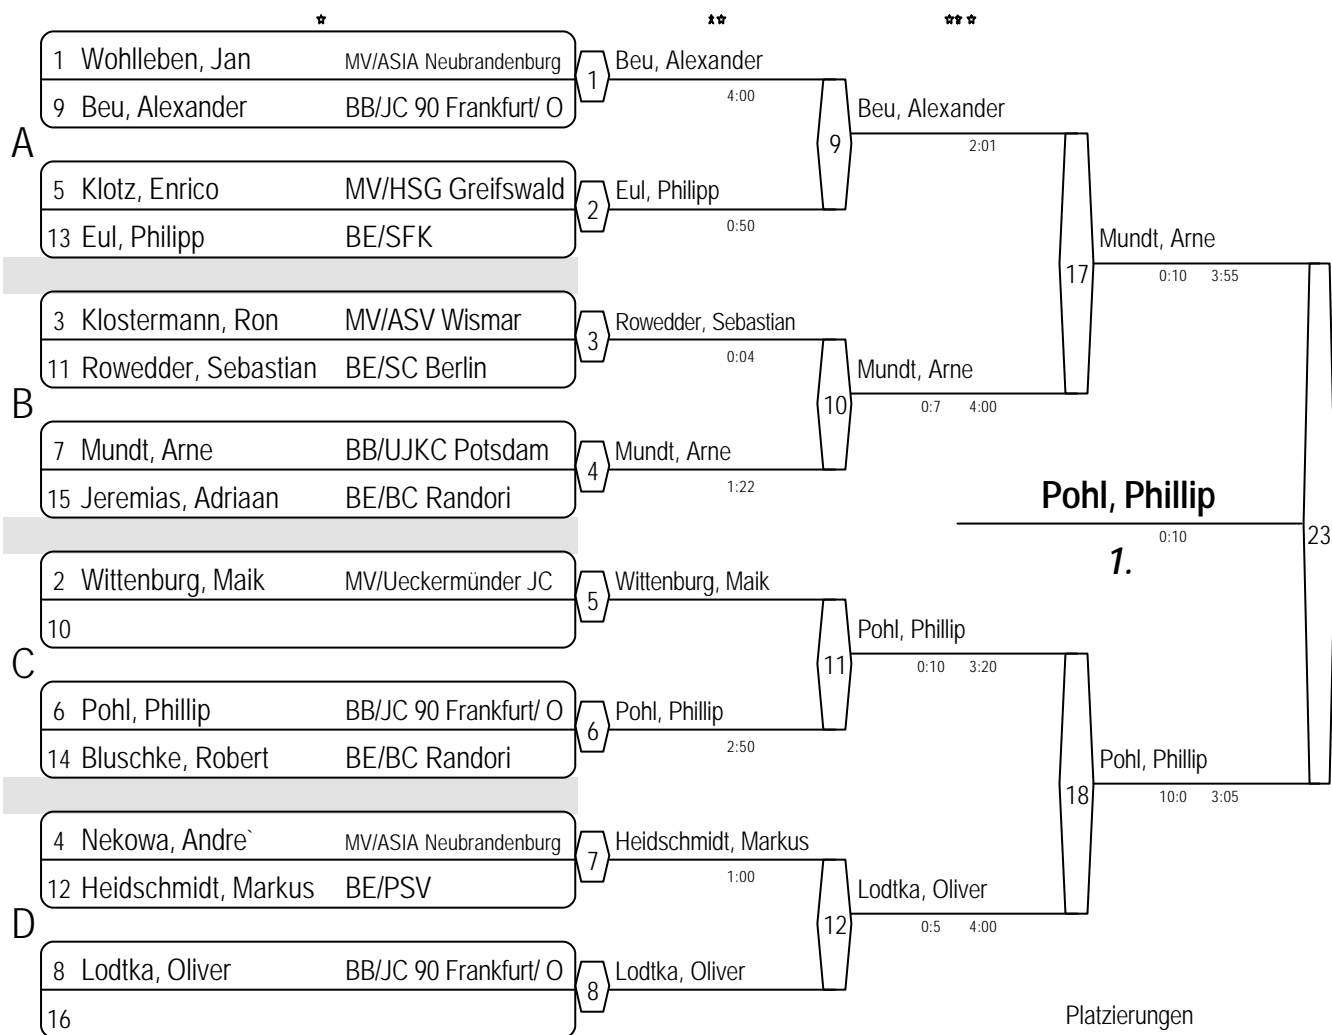 1 Wohlleben, Jan MV/ASIA Neubrandenburg
9 Beu, Alexander BB/JC 90 Frankfurt/ O
A
5 Klotz, Enrico MV/HSG Greifswald
13 Eul, Philipp BE/SFK
3 Klostermann, Ron MV/ASV Wismar
11 Rowedder, Sebastian BE/SC Berlin
B
7 Mundt, Arne BB/UJKC Potsdam
15 Jeremias, Adriaan BE/BC Randori
2 Wittenburg, Maik MV/Ueckermünder JC
10
C
6 Pohl, Phillip BB/JC 90 Frankfurt/ O
14 Bluschke, Robert BE/BC Randori
4 Nekowa, Andre` MV/ASIA Neubrandenburg
12 Heidschmidt, Markus BE/PSV
D
8 Lodtka, Oliver BB/JC 90 Frankfurt/ O
16
1 Beu, Alexander
4:00
2 Eul, Philipp
0:50
3 Rowedder, Sebastian
0:04
4 Mundt, Arne
1:22
5 Wittenburg, Maik
6 Pohl, Phillip
2:50
7 Heidschmidt, Markus
1:00
8 Lodtka, Oliver
9 Beu, Alexander
2:01
10 Mundt, Arne
0:7 4:00
11 Pohl, Phillip
0:10 3:20
12 Lodtka, Oliver
0:5 4:00
17 Mundt, Arne
0:10 3:55
18 Pohl, Phillip
10:0 3:05
Pohl, Phillip
0:10
23
1.
Platzierungen